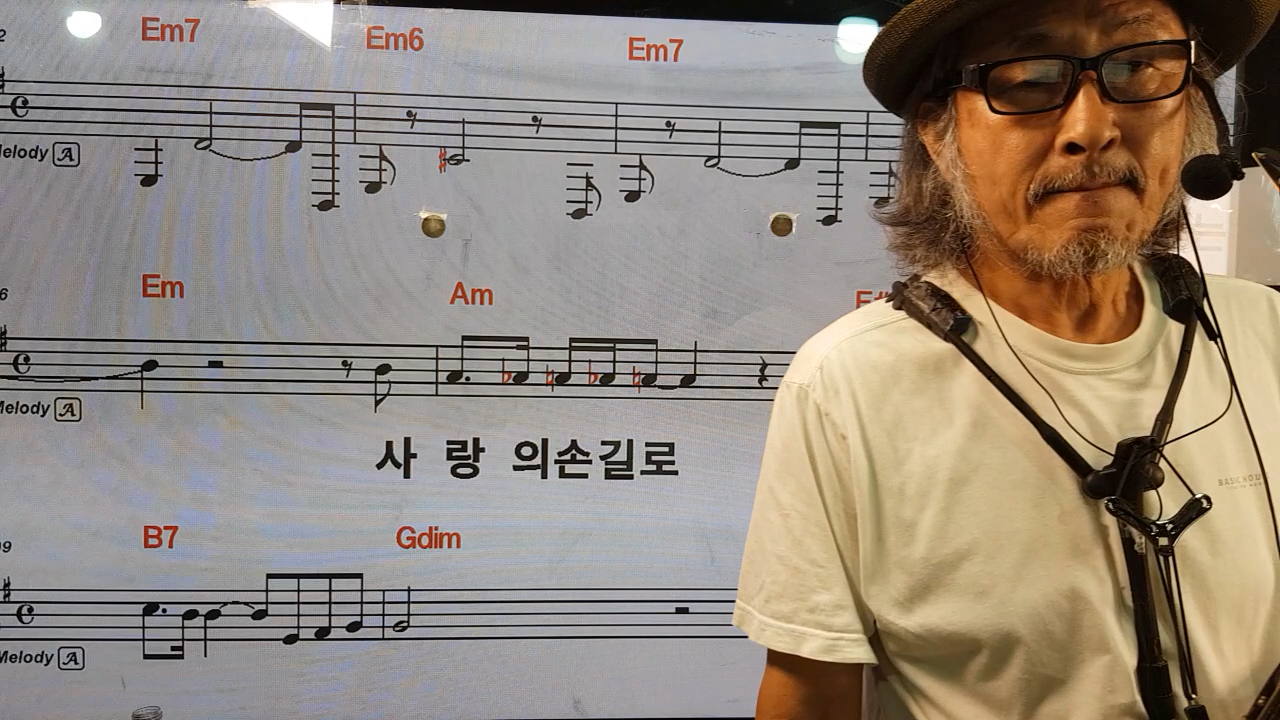 Em7 Em6 Em7
Melody A
Em Am
Melody A
사 랑 의손길로
B7 Gdim
Melody A